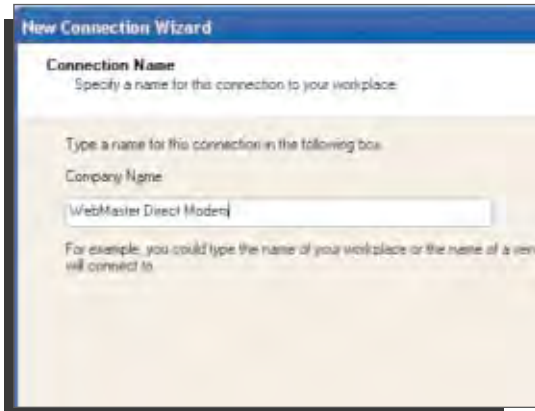 New Connection Wizard
Connection Name
Specify a name for this connection to your workplace.
Type a name for this connection in the following box.
Company Name
WebMaster Direct Modem
For example, you could type the name of your workplace or the name of a
will connect to.